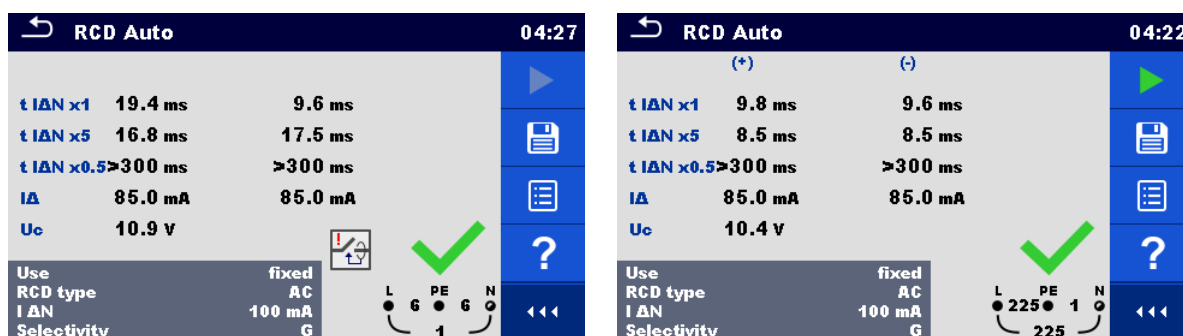 RCD Auto 04:27
t IΔN x1 19.4 ms 9.6 ms
t IΔN x5 16.8 ms 17.5 ms
t IΔN x0.5 >300 ms >300 ms
IΔ 85.0 mA 85.0 mA
Uc 10.9 V
?
Use fixed
RCD type AC
I ΔN 100 mA
Selectivity G
L PE N
6 6
1
RCD Auto 04:22
(+) (-)
t IΔN x1 9.8 ms 9.6 ms
t IΔN x5 8.5 ms 8.5 ms
t IΔN x0.5 >300 ms >300 ms
IΔ 85.0 mA 85.0 mA
Uc 10.4 V
?
Use fixed
RCD type AC
I ΔN 100 mA
Selectivity G
L PE N
225 1
225